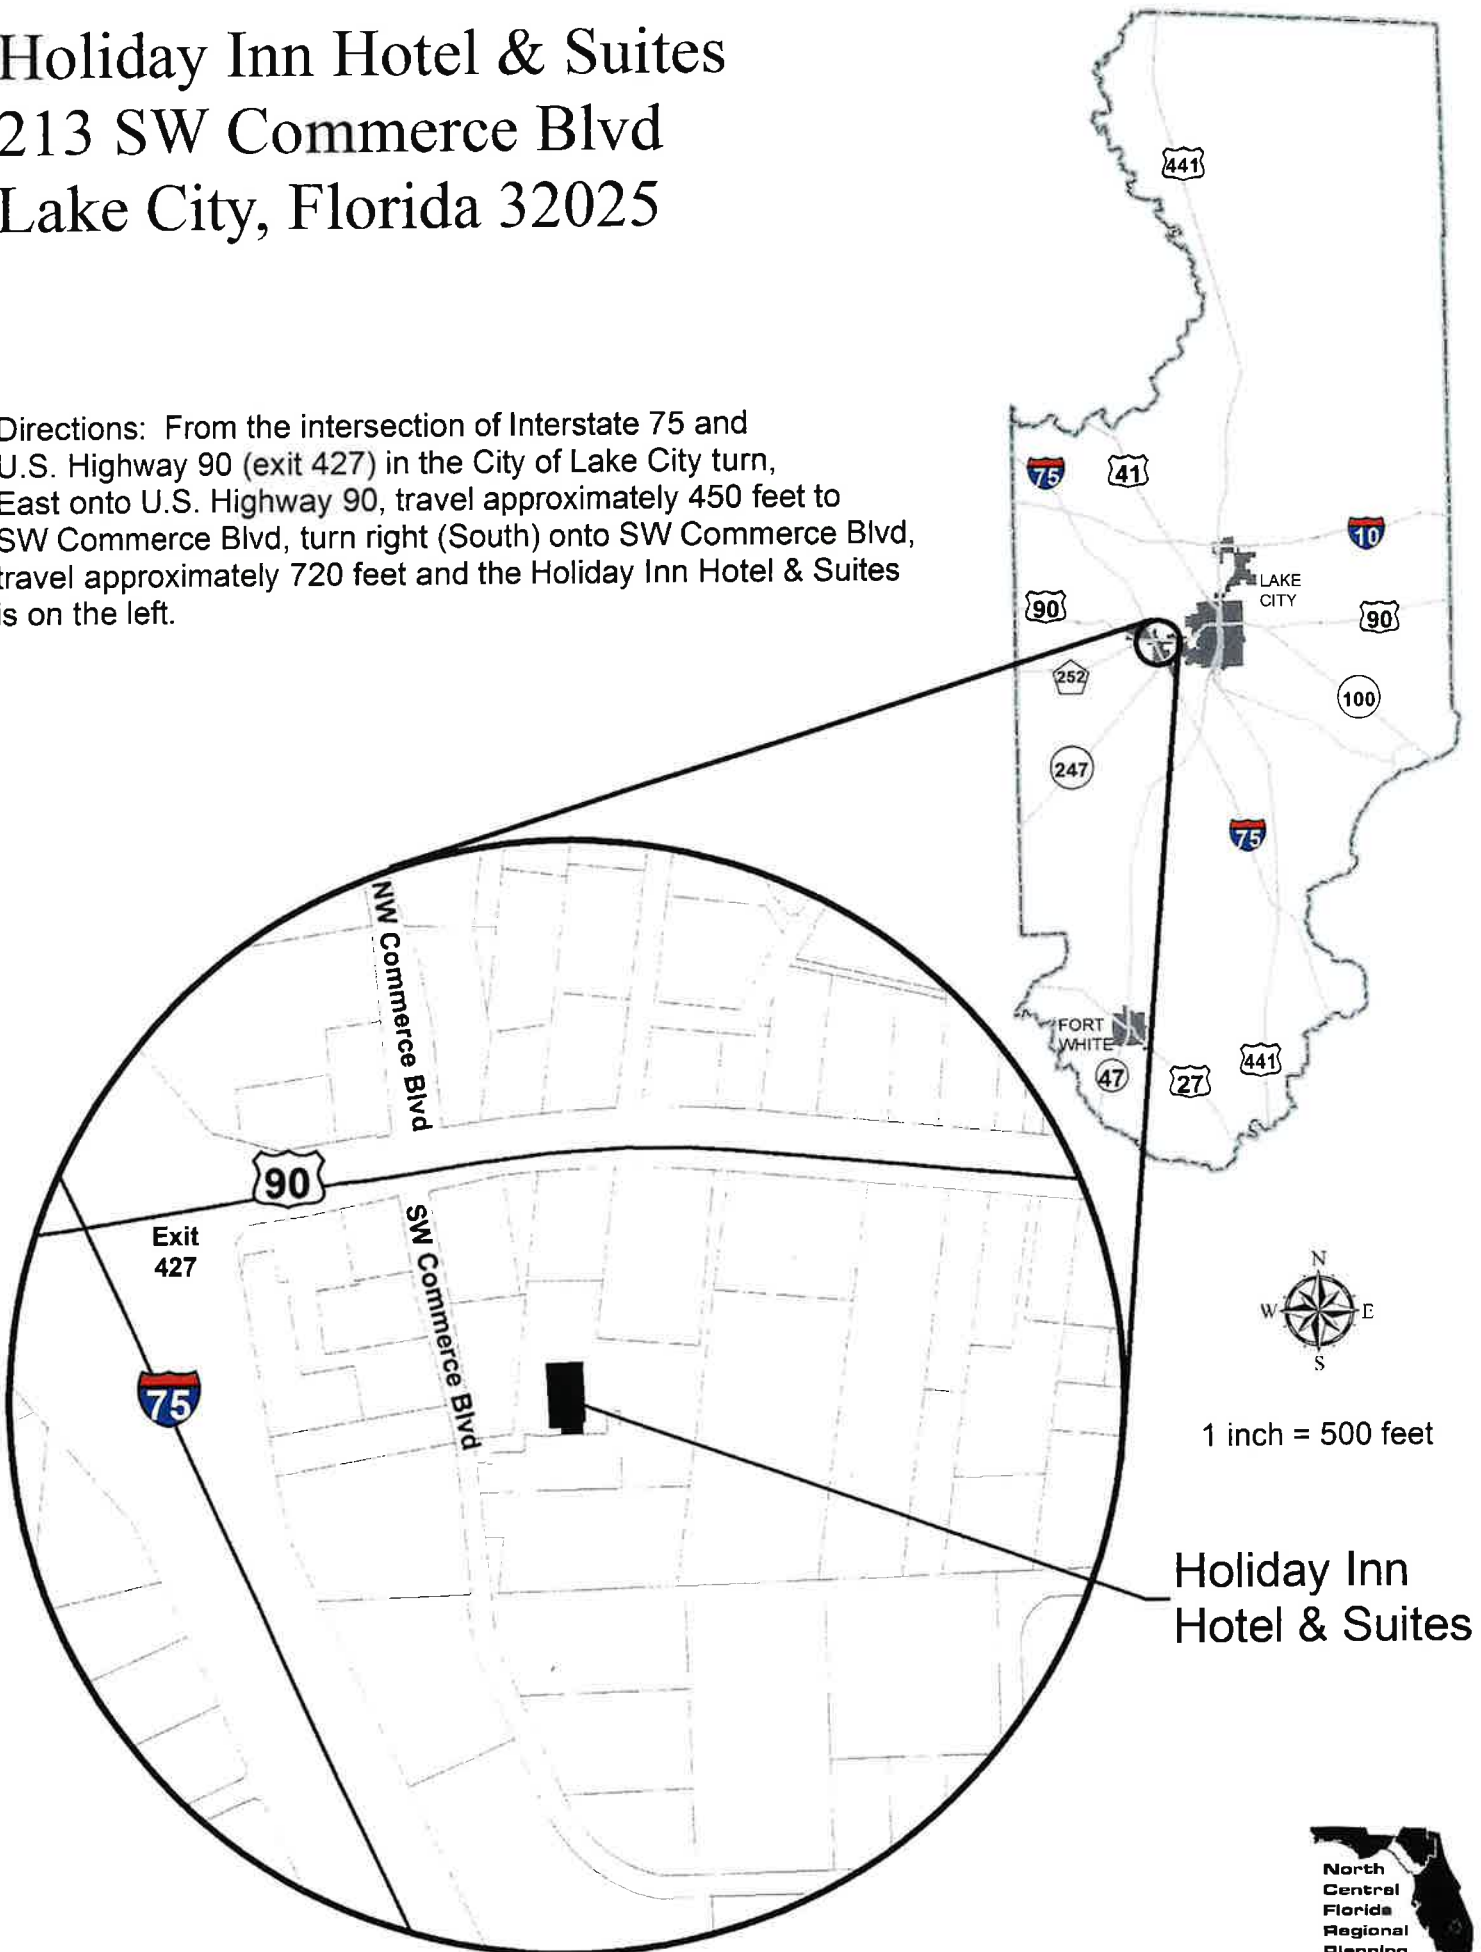 Holiday Inn Hotel & Suites
213 SW Commerce Blvd
Lake City, Florida 32025
Directions: From the intersection of Interstate 75 and
U.S. Highway 90 (exit 427) in the City of Lake City turn,
East onto U.S. Highway 90, travel approximately 450 feet to
SW Commerce Blvd, turn right (South) onto SW Commerce Blvd,
travel approximately 720 feet and the Holiday Inn Hotel & Suites
is on the left.
441
75
41
10
LAKE
CITY
90
90
252
100
247
75
FORT
WHITE
47
27
441
NW Commerce Blvd
90
Exit
427
SW Commerce Blvd
75
N
W
E
S
1 inch = 500 feet
Holiday Inn
Hotel & Suites
North
Central
Florida
Regional
Planning